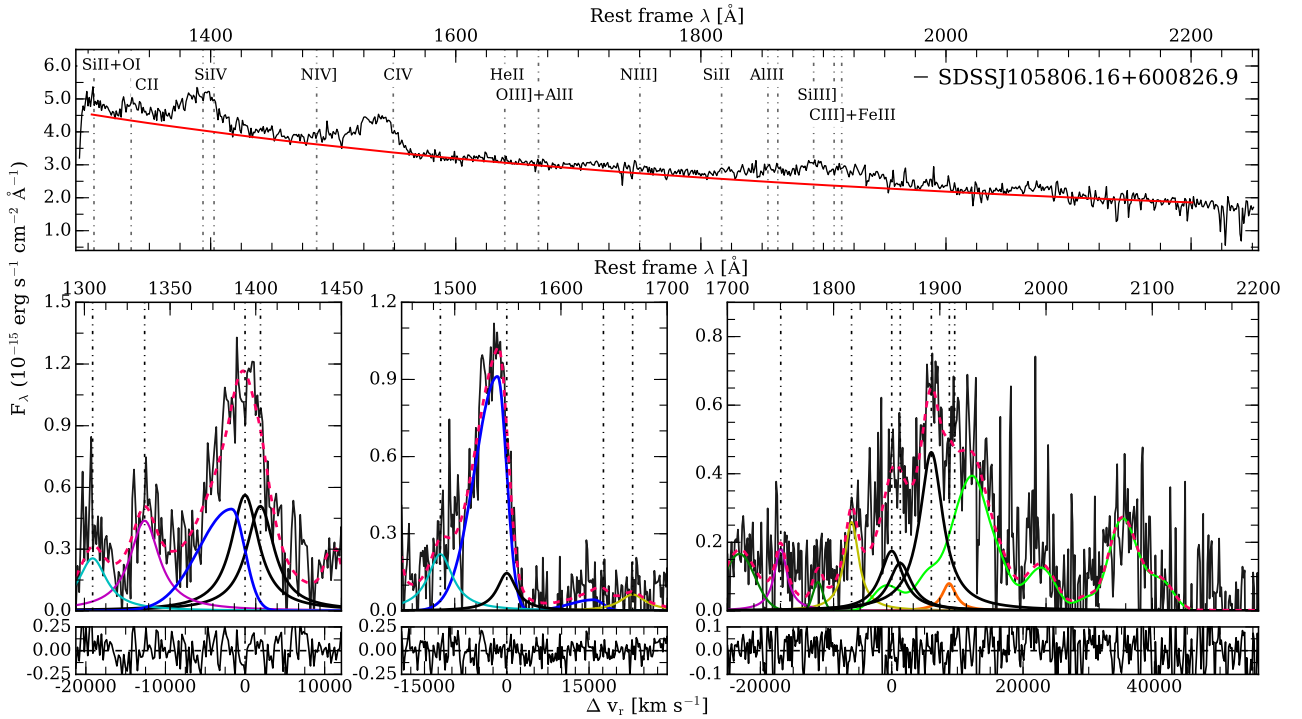 Rest frame λ [Å]
1400 1600 1800 2000 2200
6.0 5.0 4.0 3.0 2.0 1.0
SiII+OI CII SiIV NIV] CIV HeII OIII]+AlII NIII] SiII AlIII SiIII] CIII]+FeIII
— SDSSJ105806.16+600826.9
F_λ (10⁻¹⁵ erg s⁻¹ cm⁻² Å⁻¹)
Rest frame λ [Å]
1300 1350 1400 1450
1500 1600 1700
1700 1800 1900 2000 2100 2200
1.5 1.2 0.9 0.6 0.3 0.0
1.2 0.9 0.6 0.3 0.0
0.8 0.6 0.4 0.2 0.0
0.25 0.00 -0.25
0.25 0.00 -0.25
0.1 0.0 -0.1
-20000 -10000 0 10000
-15000 0 15000
-20000 0 20000 40000
Δ v_r [km s⁻¹]